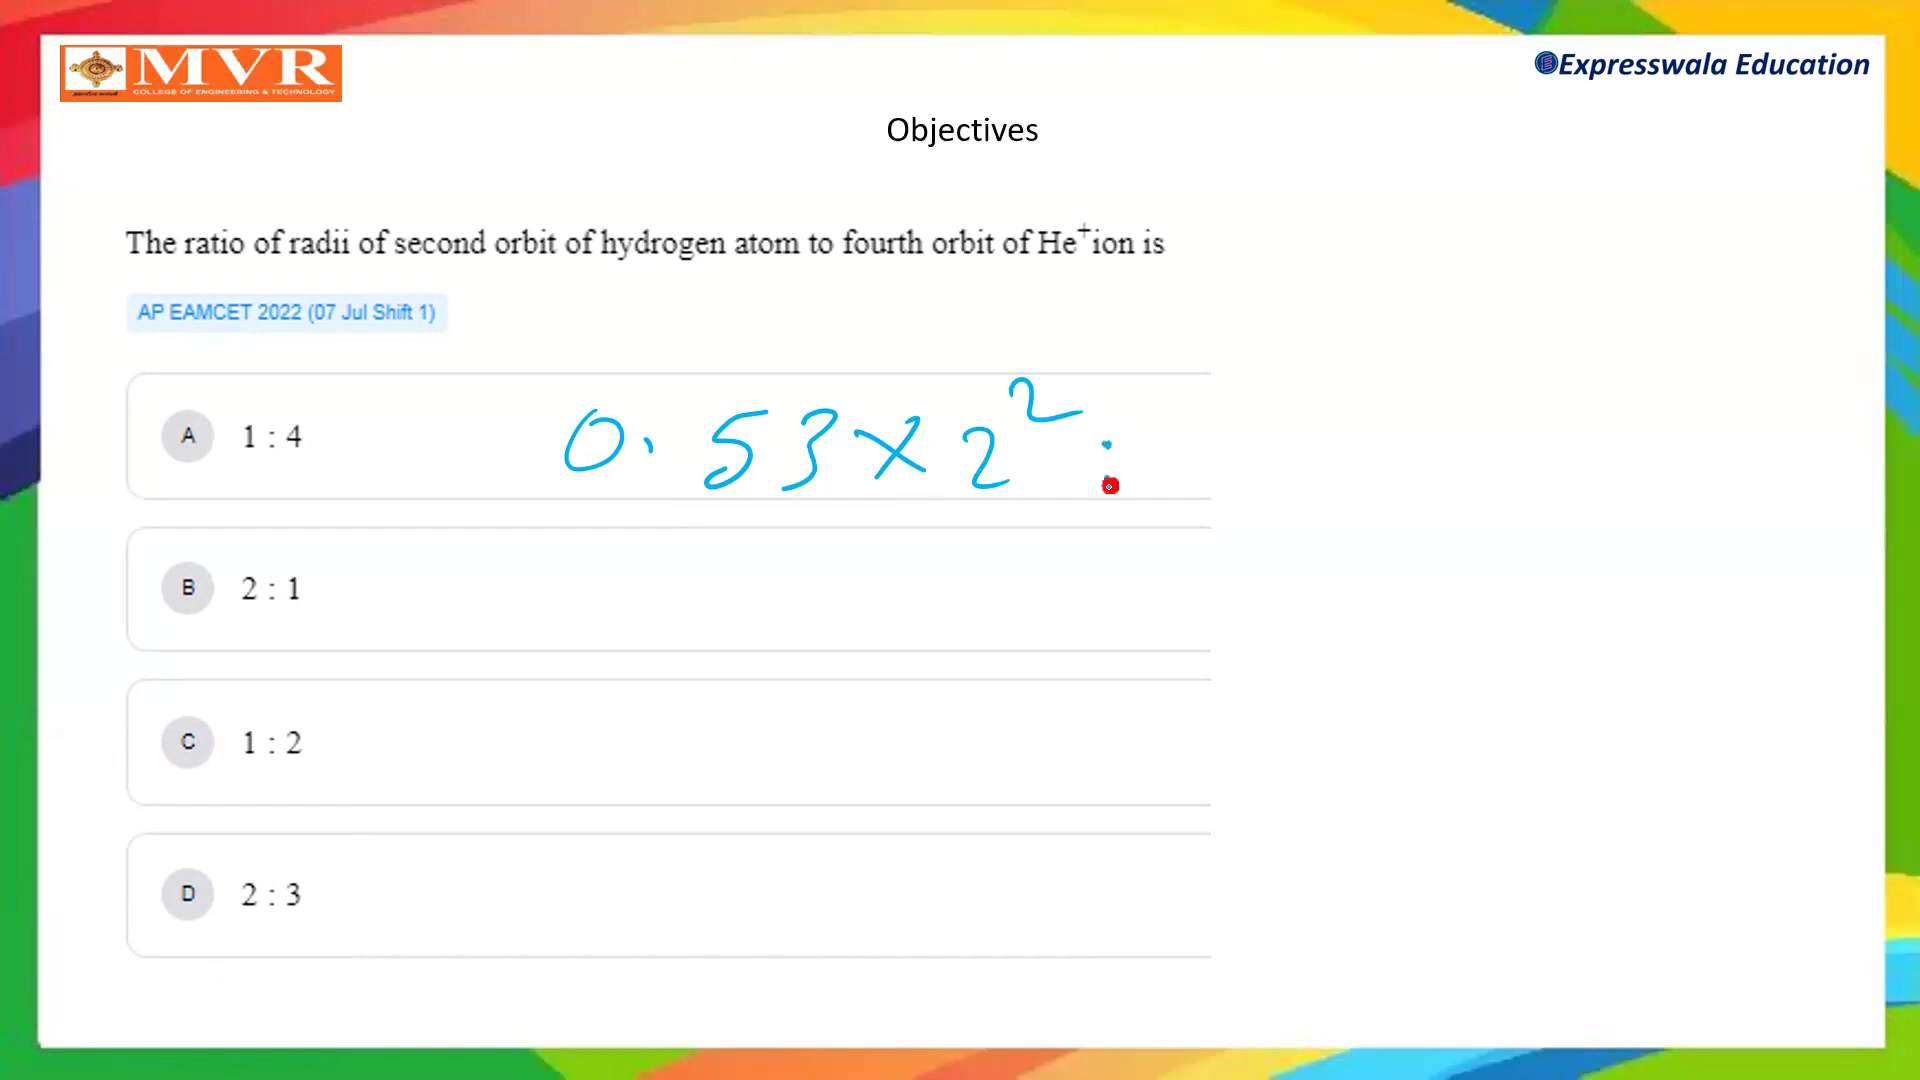 MVR
COLLEGE OF ENGINEERING & TECHNOLOGY
Expresswala Education
Objectives
The ratio of radii of second orbit of hydrogen atom to fourth orbit of He⁺ion is
AP EAMCET 2022 (07 Jul Shift 1)
A 1 : 4
0.53×2² :
B 2 : 1
C 1 : 2
D 2 : 3